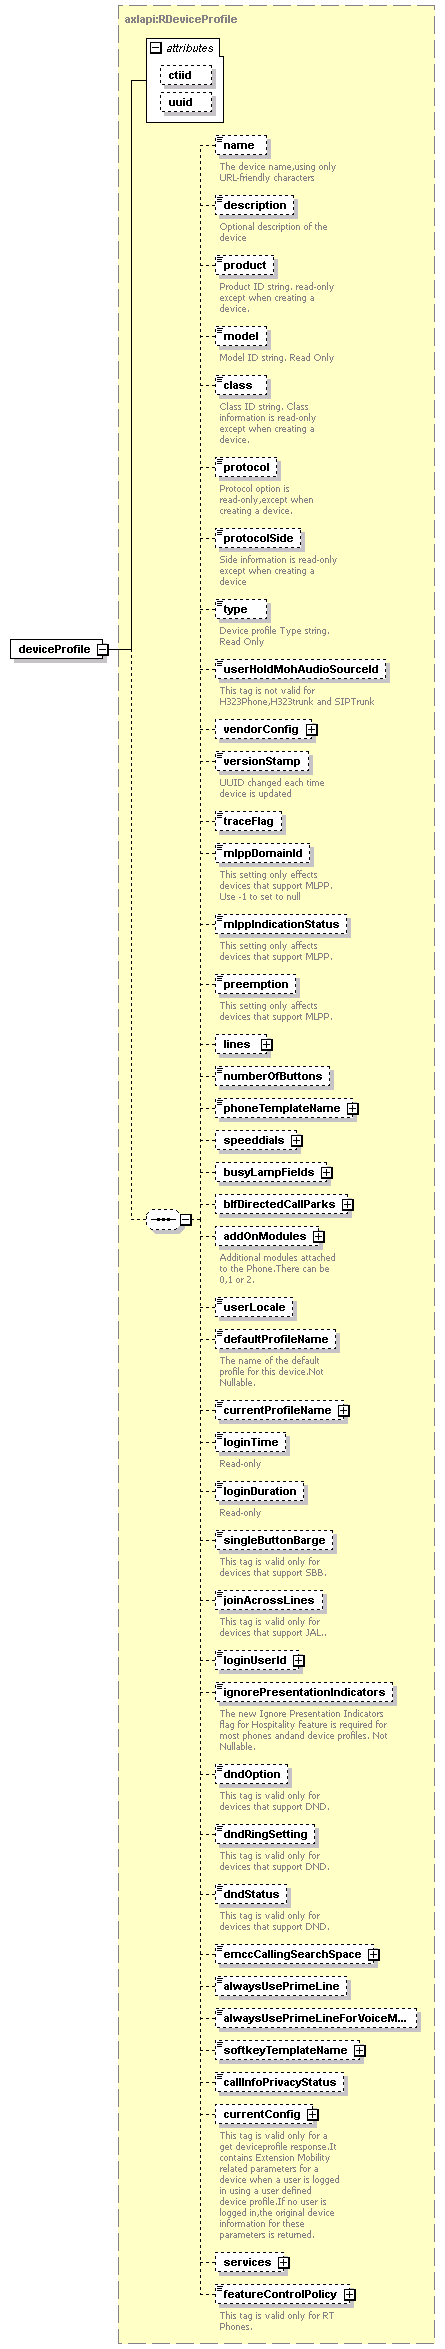 axlapi:RDeviceProfile
attributes
ctiid
uuid
name
The device name,using only
URL-friendly characters
description
Optional description of the
device
product
Product ID string. read-only
except when creating a
device.
model
Model ID string. Read Only
class
Class ID string. Class
information is read-only
except when creating a
device.
protocol
Protocol option is
read-only,except when
creating a device.
protocolSide
Side information is read-only
except when creating a
device
type
Device profile Type string.
Read Only
deviceProfile
userHoldMohAudioSourceId
This tag is not valid for
H323Phone,H323trunk and SIPTrunk
vendorConfig
versionStamp
UUID changed each time
device is updated
traceFlag
mlppDomainId
This setting only effects
devices that support MLPP.
Use -1 to set to null
mlppIndicationStatus
This setting only affects
devices that support MLPP.
preemption
This setting only affects
devices that support MLPP.
lines
numberOfButtons
phoneTemplateName
speeddials
busyLampFields
blfDirectedCallParks
addOnModules
Additional modules attached
to the Phone.There can be
0,1 or 2.
userLocale
defaultProfileName
The name of the default
profile for this device.Not
Nullable.
currentProfileName
loginTime
Read-only
loginDuration
Read-only
singleButtonBarge
This tag is valid only for
devices that support SBB.
joinAcrossLines
This tag is valid only for
devices that support JAL..
loginUserId
ignorePresentationIndicators
The new Ignore Presentation Indicators
flag for Hospitality feature is required for
most phones andand device profiles. Not
Nullable.
dndOption
This tag is valid only for
devices that support DND.
dndRingSetting
This tag is valid only for
devices that support DND.
dndStatus
This tag is valid only for
devices that support DND.
emccCallingSearchSpace
alwaysUsePrimeLine
alwaysUsePrimeLineForVoiceM...
softkeyTemplateName
callInfoPrivacyStatus
currentConfig
This tag is valid only for a
get deviceprofile response.It
contains Extension Mobility
related parameters for a
device when a user is logged
in using a user defined
device profile.If no user is
logged in,the original device
information for these
parameters is returned.
services
featureControlPolicy
This tag is valid only for RT
Phones.